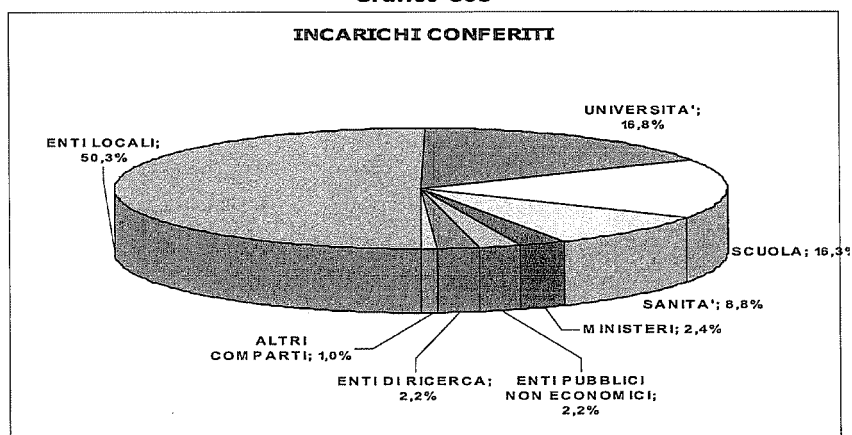 INCARICHI CONFERITI
UNIVERSITA';
16,8%
ENTI LOCALI;
50,3%
SCUOLA; 16,3%
SANITA'; 8,8%
MINISTERI; 2,4%
ALTRI
COMPARTI; 1,0%
ENTI DI RICERCA;
2,2%
ENTI PUBBLICI
NON ECONOMICI;
2,2%